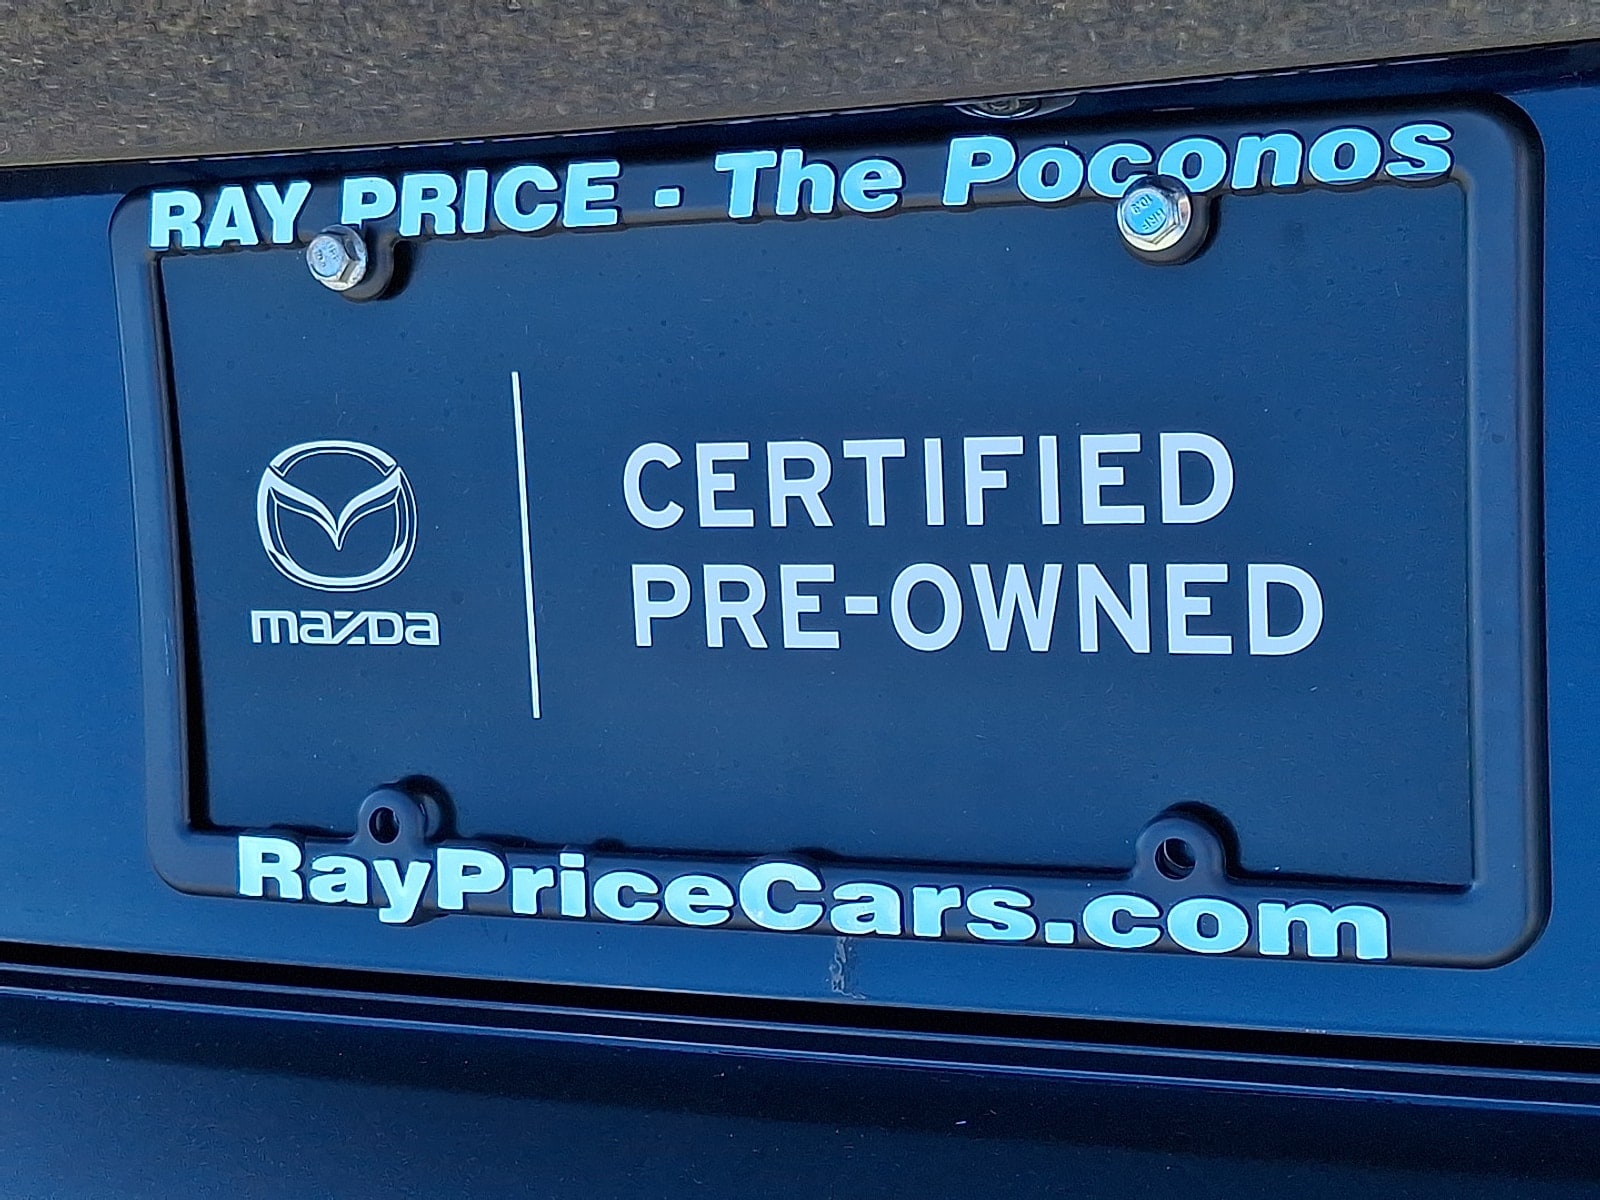 RAY PRICE - The Poconos
mazda
CERTIFIED
PRE-OWNED
RayPriceCars.com